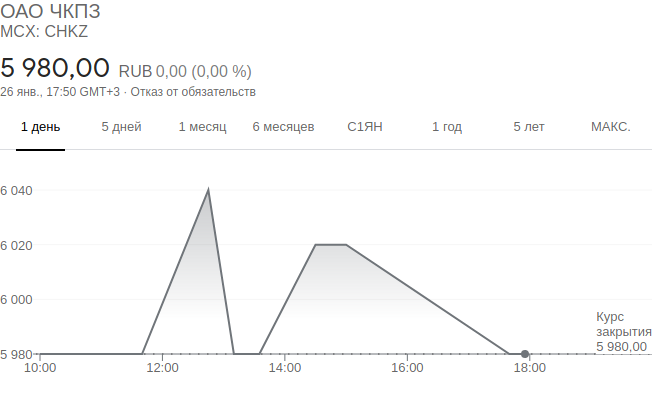 ОАО ЧКПЗ
MCX: CHKZ
5 980,00 RUB 0,00 (0,00 %)
26 янв., 17:50 GMT+3 · Отказ от обязательств
1 день 5 дней 1 месяц 6 месяцев С1ЯН 1 год 5 лет МАКС.
6 040
6 020
6 000
Курс
закрытия
5 980,00
5 980
10:00 12:00 14:00 16:00 18:00